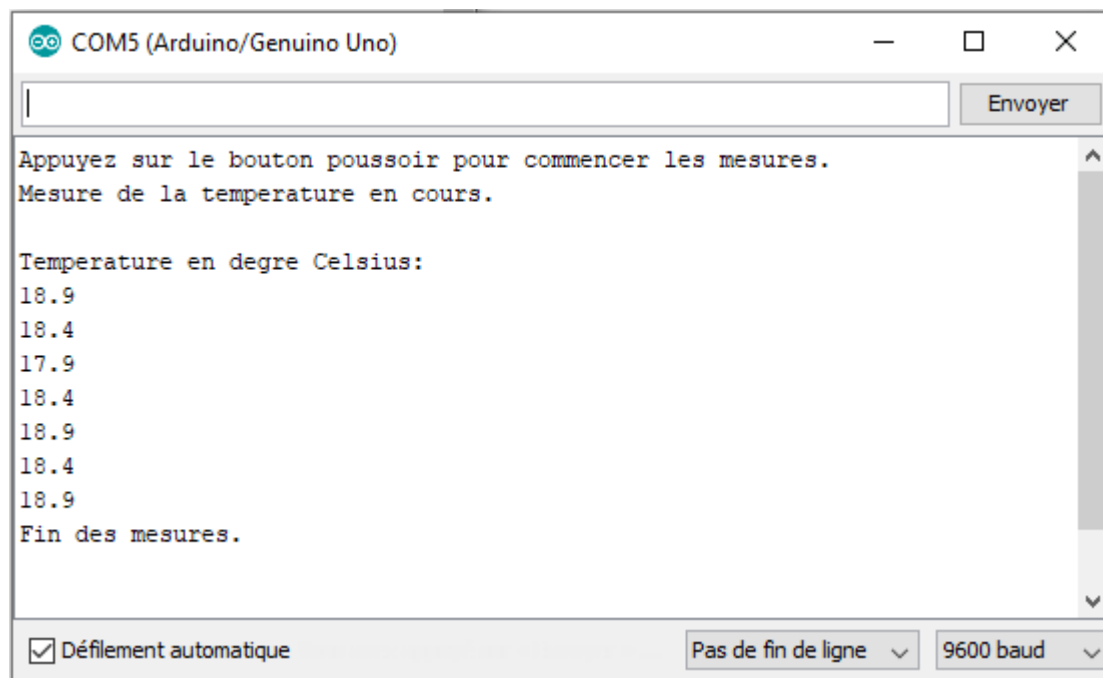 COM5 (Arduino/Genuino Uno)
Envoyer
Appuyez sur le bouton poussoir pour commencer les mesures.
Mesure de la temperature en cours.
Temperature en degre Celsius:
18.9
18.4
17.9
18.4
18.9
18.4
18.9
Fin des mesures.
Défilement automatique
Pas de fin de ligne
9600 baud